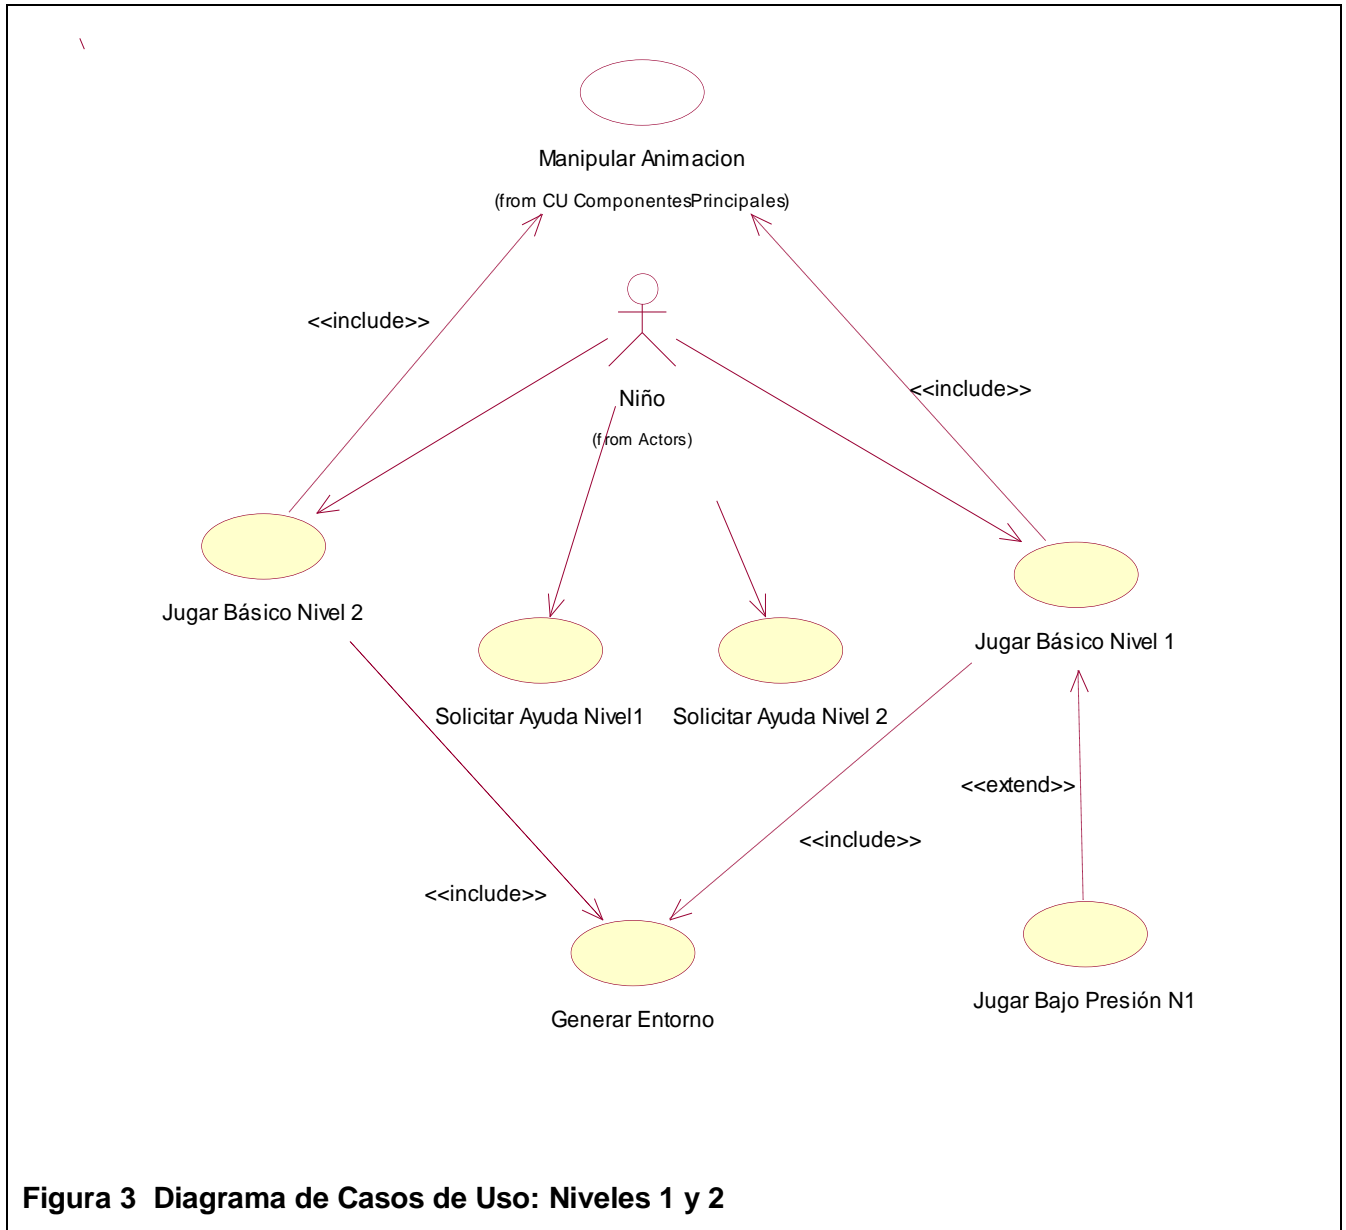 Manipular Animacion
(from CU ComponentesPrincipales)
<<include>>
<<include>>
Niño
(from Actors)
Jugar Básico Nivel 2
Jugar Básico Nivel 1
Solicitar Ayuda Nivel1
Solicitar Ayuda Nivel 2
<<extend>>
<<include>>
<<include>>
Jugar Bajo Presión N1
Generar Entorno
Figura 3 Diagrama de Casos de Uso: Niveles 1 y 2